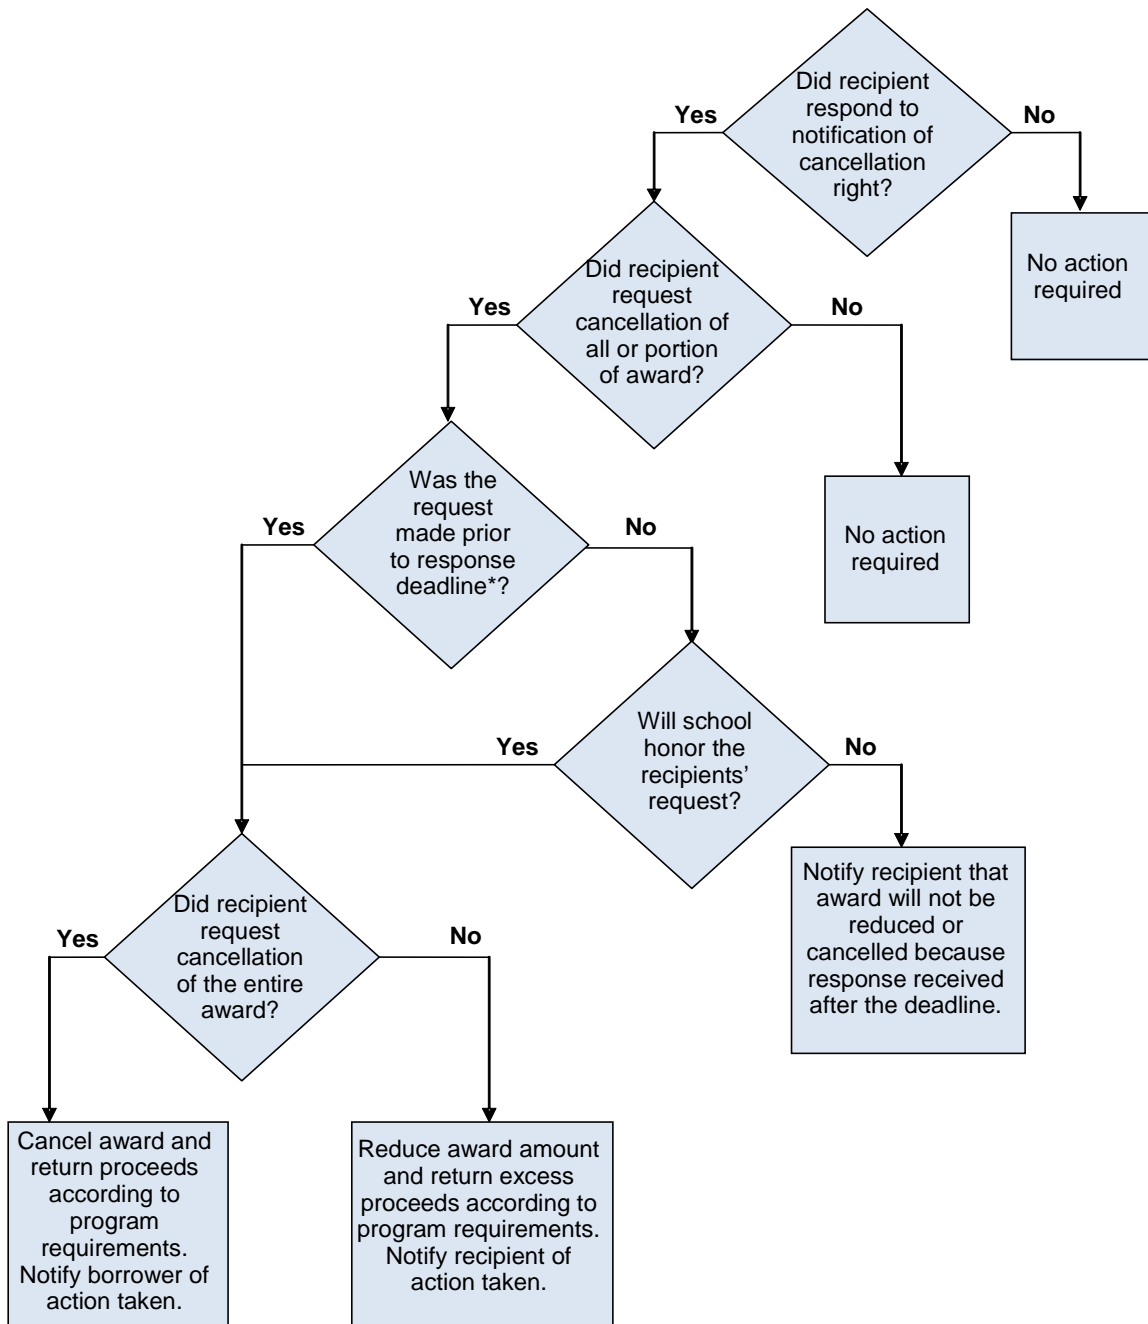 Did recipient
respond to
notification of
cancellation
right?
Yes
No
No action
required
Did recipient
request
cancellation of
all or portion
of award?
Yes
No
No action
required
Was the
request
made prior
to response
deadline*?
Yes
No
Will school
honor the
recipients’
request?
Yes
No
Notify recipient that
award will not be
reduced or
cancelled because
response received
after the deadline.
Did recipient
request
cancellation
of the entire
award?
Yes
No
Cancel award and
return proceeds
according to
program
requirements.
Notify borrower of
action taken.
Reduce award amount
and return excess
proceeds according to
program requirements.
Notify recipient of
action taken.